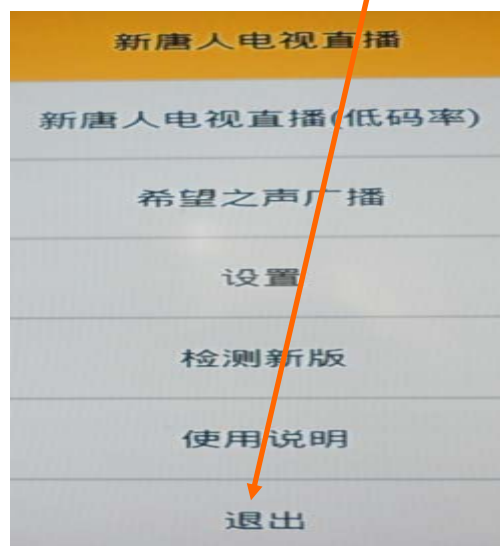 新唐人电视直播
新唐人电视直播(低码率)
希望之声广播
设置
检测新版
使用说明
退出